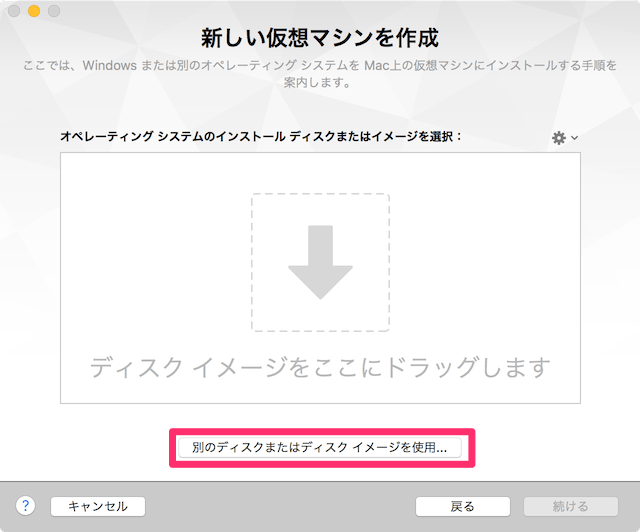 新しい仮想マシンを作成
ここでは、Windows または別のオペレーティング システムを Mac上の仮想マシンにインストールする手順を
案内します。
オペレーティング システムのインストール ディスクまたはイメージを選択：
ディスク イメージをここにドラッグします
別のディスクまたはディスク イメージを使用...
? キャンセル 戻る 続ける